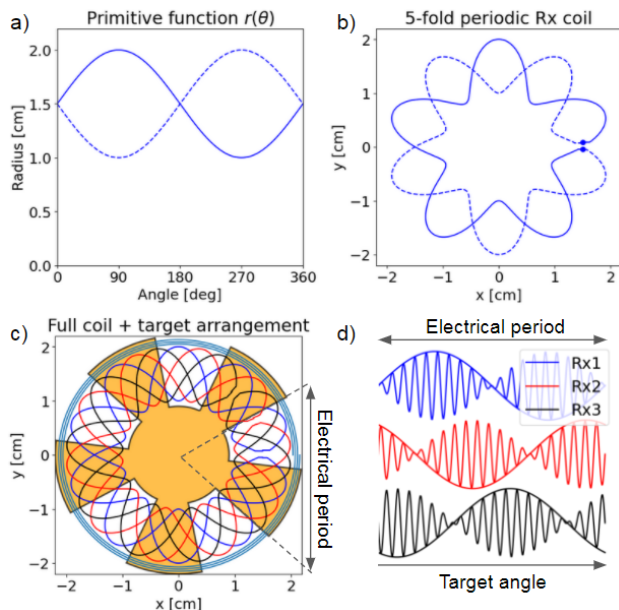 a) Primitive function r(θ)
2.0
1.5
1.0
0.5
0.0
Radius [cm]
0 90 180 270 360
Angle [deg]
b) 5-fold periodic Rx coil
2
1
0
−1
−2
y [cm]
−2 −1 0 1 2
x [cm]
c) Full coil + target arrangement
2
1
0
−1
−2
y [cm]
−2 −1 0 1 2
x [cm]
Electrical period
d) Electrical period
Rx1
Rx2
Rx3
Target angle